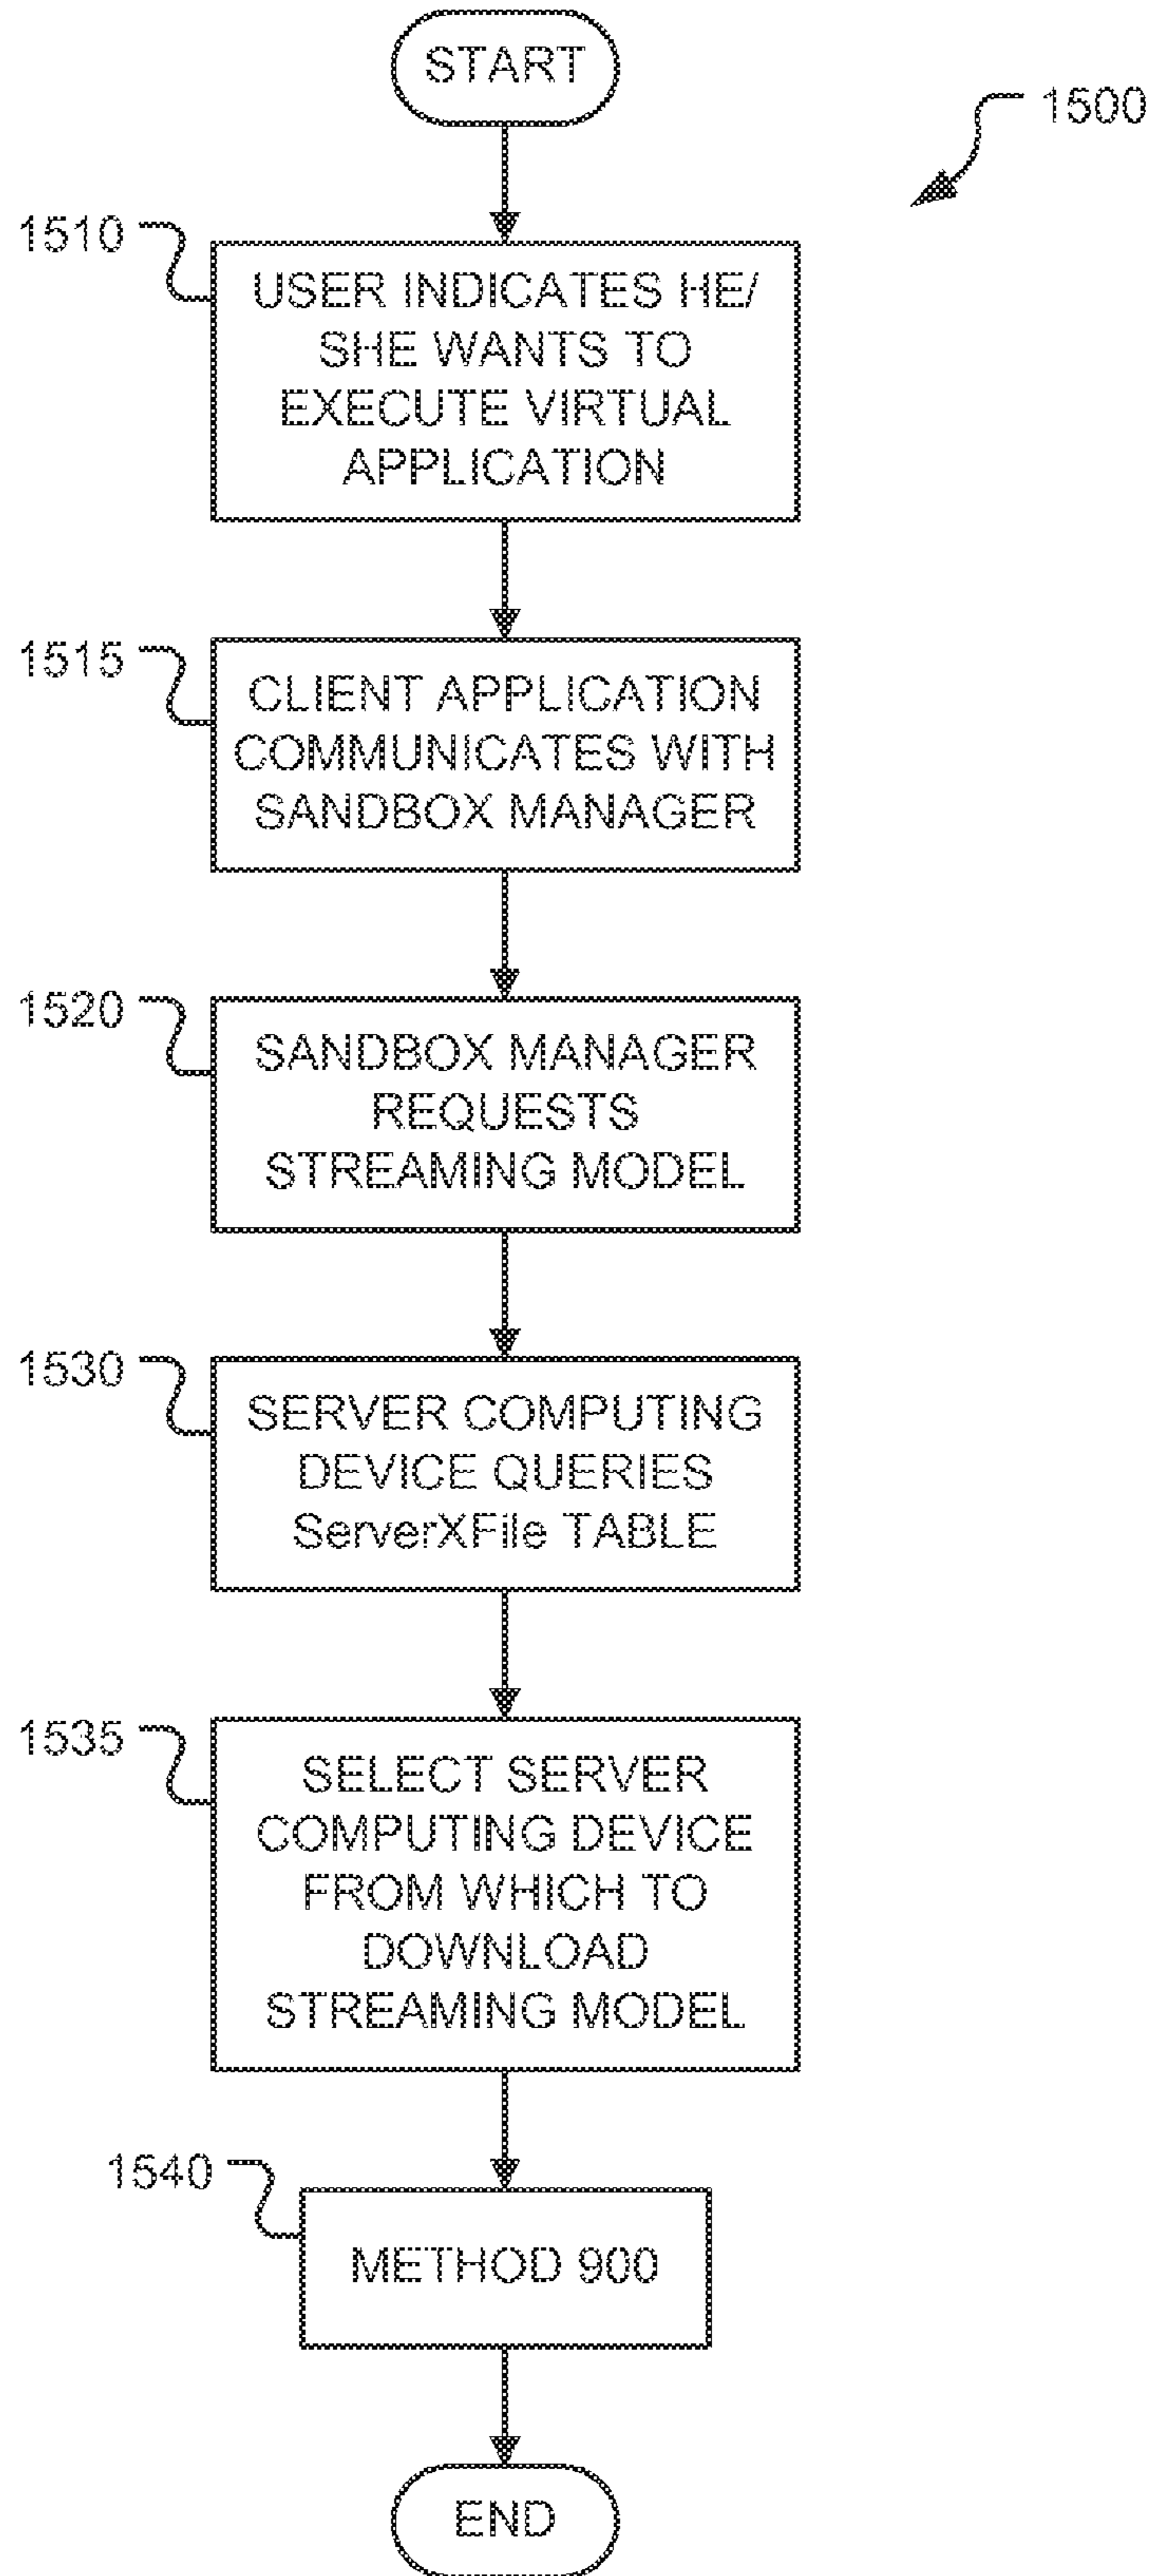 START
1500
1510
USER INDICATES HE/
SHE WANTS TO
EXECUTE VIRTUAL
APPLICATION
1515
CLIENT APPLICATION
COMMUNICATES WITH
SANDBOX MANAGER
1520
SANDBOX MANAGER
REQUESTS
STREAMING MODEL
1530
SERVER COMPUTING
DEVICE QUERIES
ServerXFile TABLE
1535
SELECT SERVER
COMPUTING DEVICE
FROM WHICH TO
DOWNLOAD
STREAMING MODEL
1540
METHOD 900
END